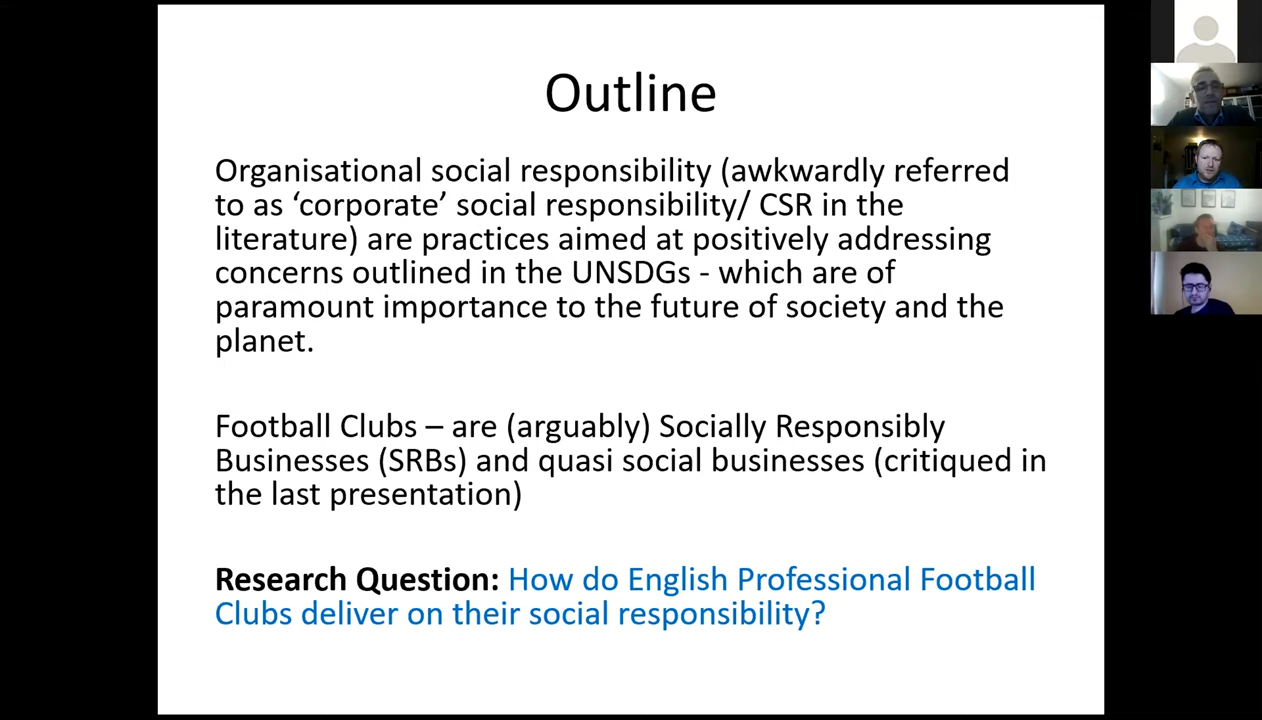 Outline
Organisational social responsibility (awkwardly referred
to as ‘corporate’ social responsibility/ CSR in the
literature) are practices aimed at positively addressing
concerns outlined in the UNSDGs - which are of
paramount importance to the future of society and the
planet.
Football Clubs – are (arguably) Socially Responsibly
Businesses (SRBs) and quasi social businesses (critiqued in
the last presentation)
Research Question: How do English Professional Football
Clubs deliver on their social responsibility?